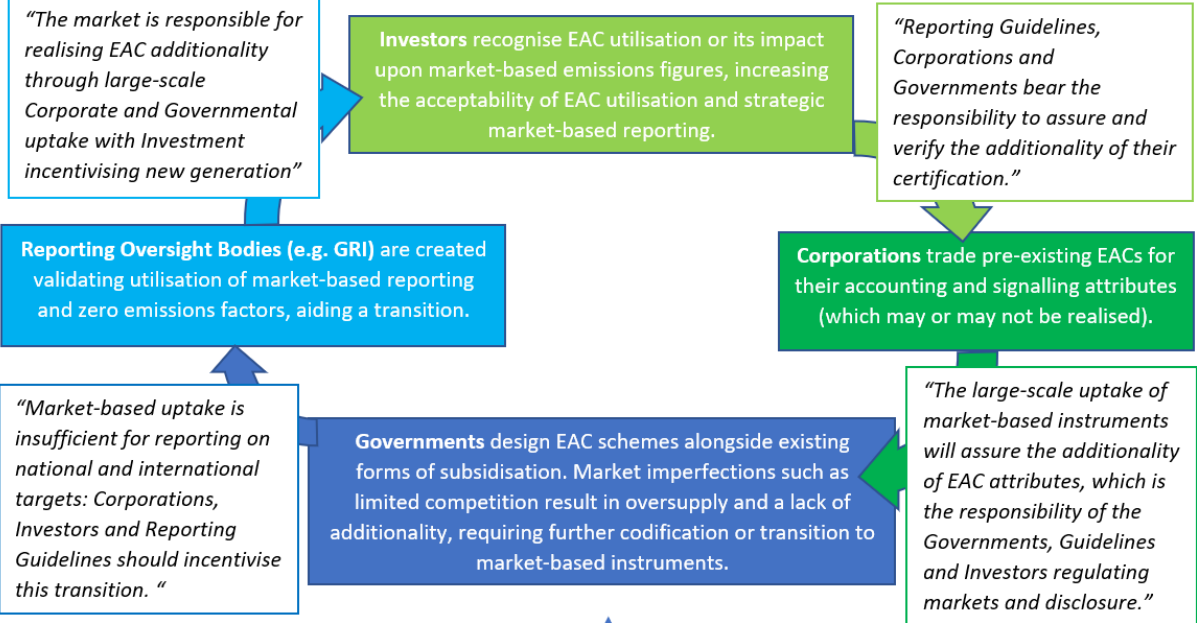 “The market is responsible for
realising EAC additionality
through large-scale
Corporate and Governmental
uptake with Investment
incentivising new generation”
Investors recognise EAC utilisation or its impact
upon market-based emissions figures, increasing
the acceptability of EAC utilisation and strategic
market-based reporting.
“Reporting Guidelines,
Corporations and
Governments bear the
responsibility to assure and
verify the additionality of their
certification.”
Reporting Oversight Bodies (e.g. GRI) are created
validating utilisation of market-based reporting
and zero emissions factors, aiding a transition.
Corporations trade pre-existing EACs for
their accounting and signalling attributes
(which may or may not be realised).
“Market-based uptake is
insufficient for reporting on
national and international
targets: Corporations,
Investors and Reporting
Guidelines should incentivise
this transition. “
Governments design EAC schemes alongside existing
forms of subsidisation. Market imperfections such as
limited competition result in oversupply and a lack of
additionality, requiring further codification or transition to
market-based instruments.
“The large-scale uptake of
market-based instruments
will assure the additionality
of EAC attributes, which is
the responsibility of the
Governments, Guidelines
and Investors regulating
markets and disclosure.”